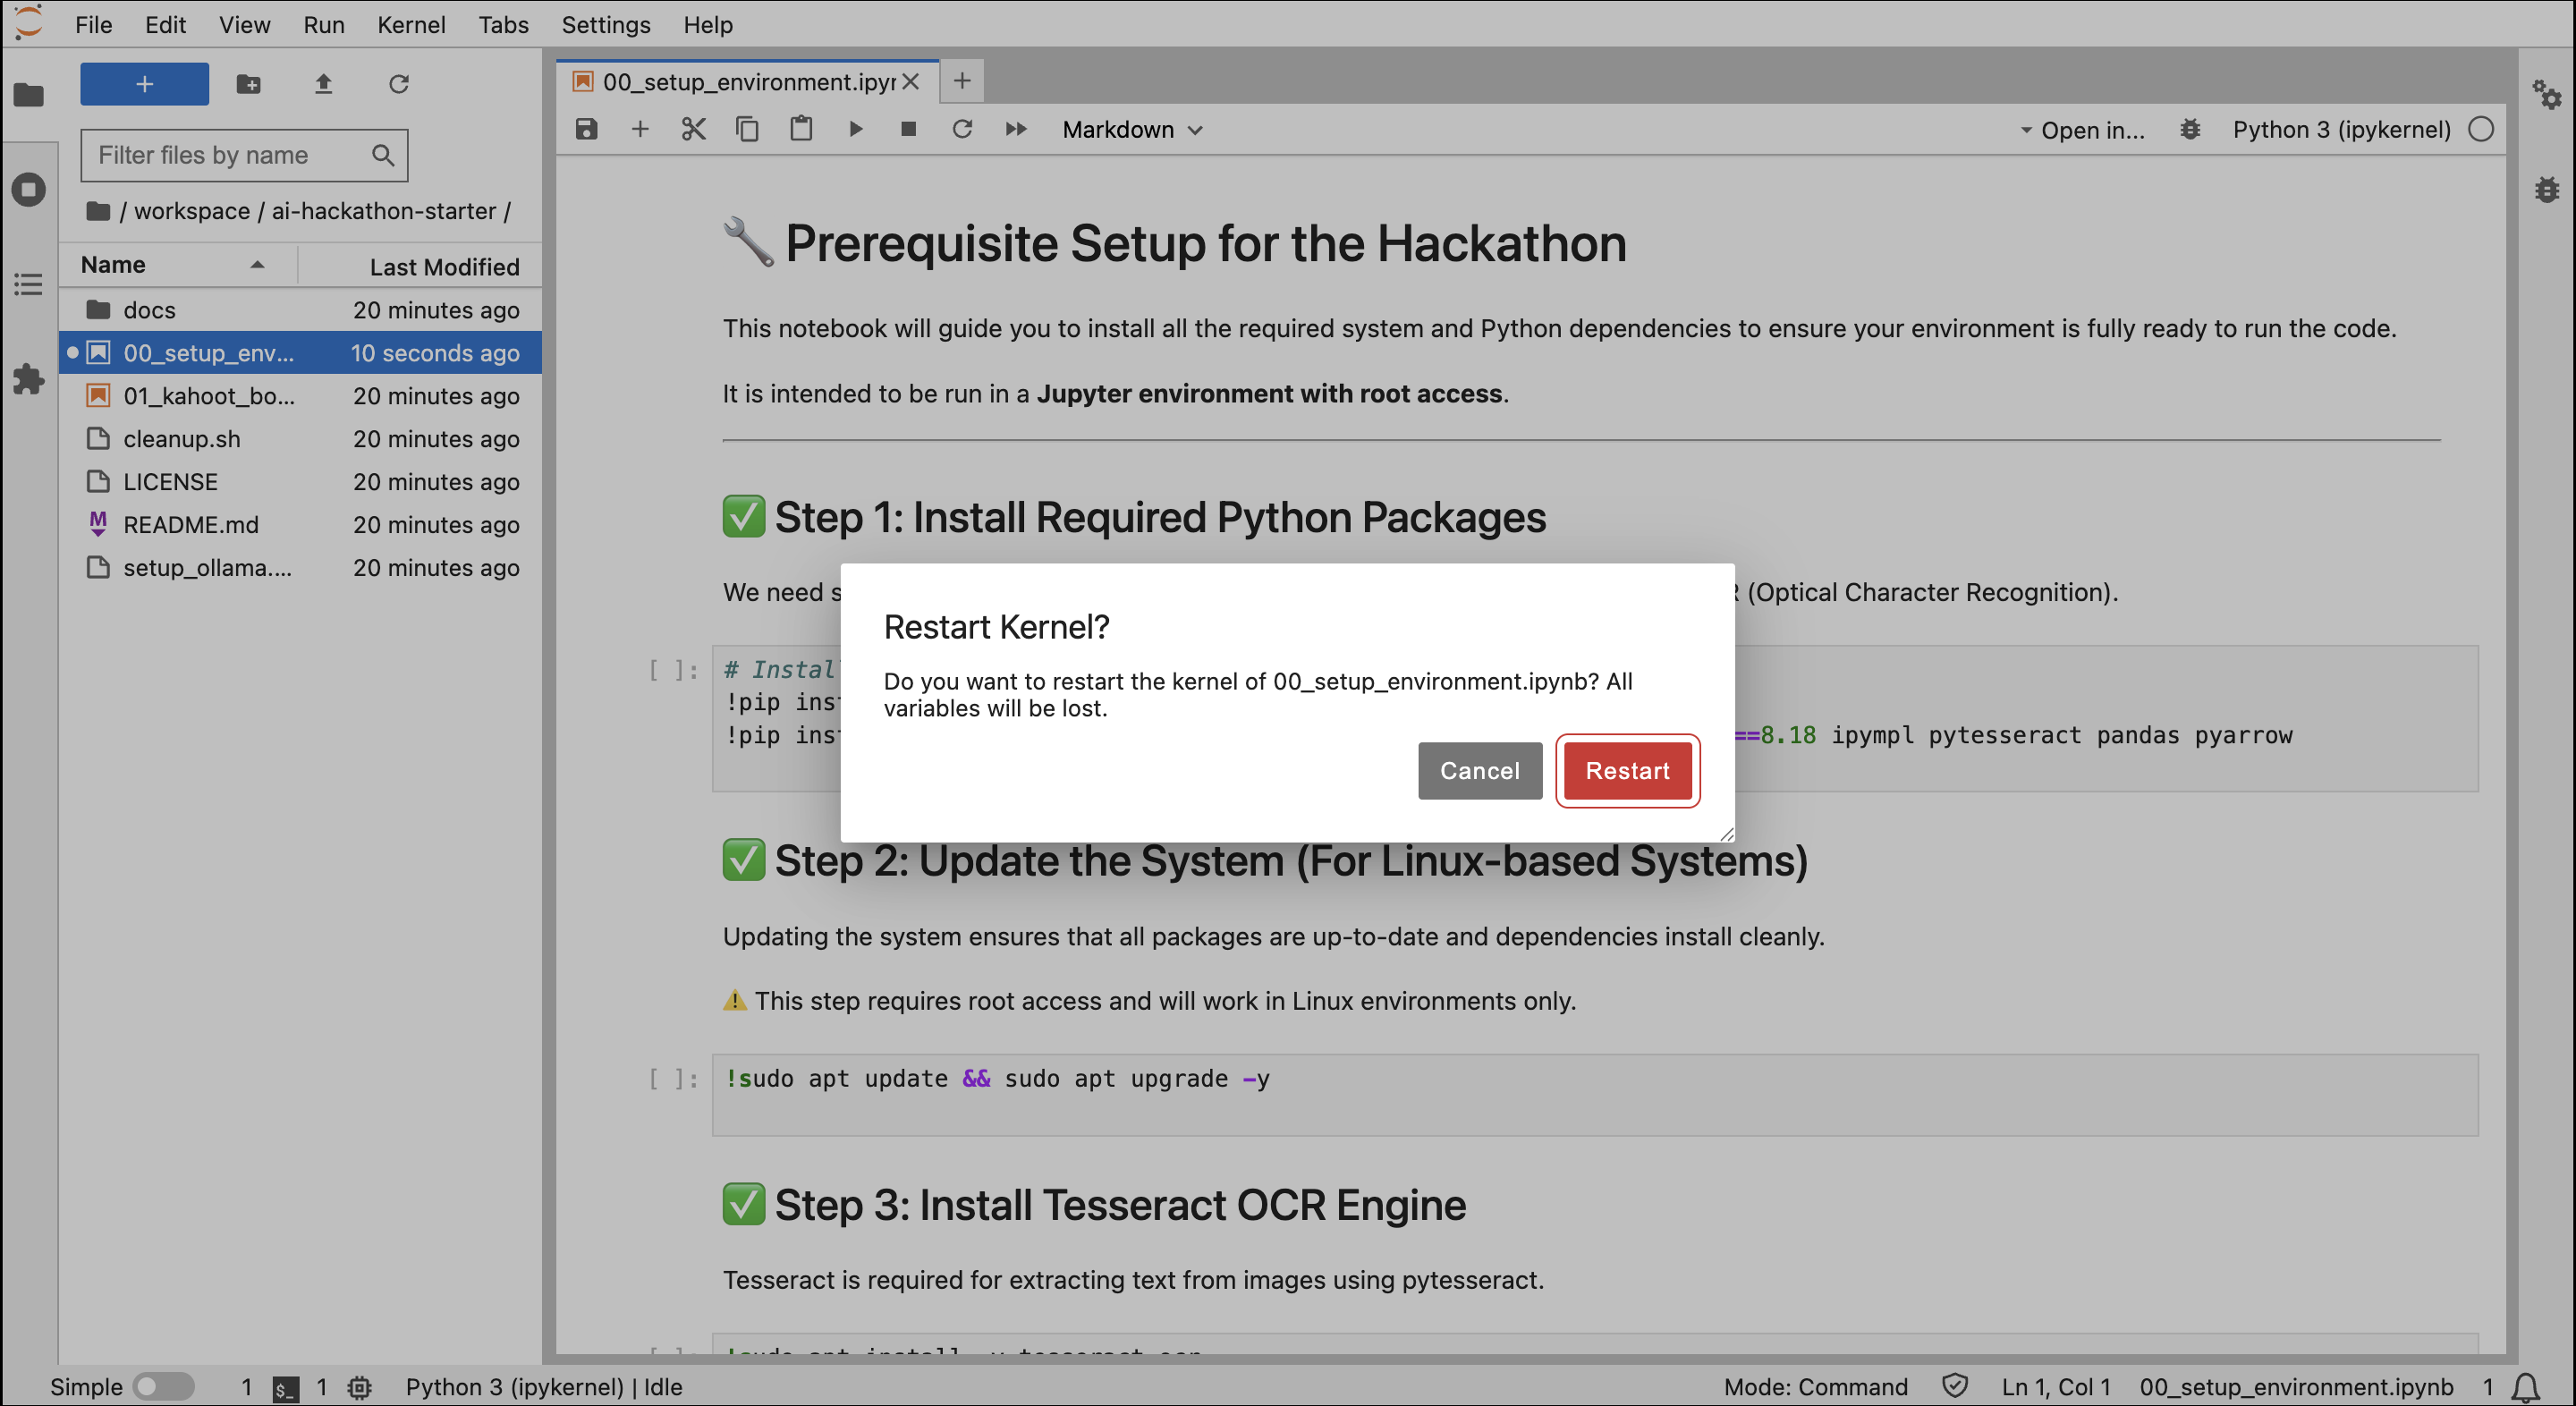 File Edit View Run Kernel Tabs Settings Help
+
Filter files by name
/ workspace / ai-hackathon-starter /
Name Last Modified
docs 20 minutes ago
00_setup_env... 10 seconds ago
01_kahoot_bo... 20 minutes ago
cleanup.sh 20 minutes ago
LICENSE 20 minutes ago
M README.md 20 minutes ago
setup_ollama.... 20 minutes ago
00_setup_environment.ipyr
Markdown Open in... Python 3 (ipykernel)
Prerequisite Setup for the Hackathon
This notebook will guide you to install all the required system and Python dependencies to ensure your environment is fully ready to run the code.
It is intended to be run in a Jupyter environment with root access.
Step 1: Install Required Python Packages
We need (Optical Character Recognition).
[ ]: # Instal
!pip inst
!pip inst ==8.18 ipympl pytesseract pandas pyarrow
Restart Kernel?
Do you want to restart the kernel of 00_setup_environment.ipynb? All
variables will be lost.
Cancel Restart
Step 2: Update the System (For Linux-based Systems)
Updating the system ensures that all packages are up-to-date and dependencies install cleanly.
This step requires root access and will work in Linux environments only.
[ ]: !sudo apt update && sudo apt upgrade -y
Step 3: Install Tesseract OCR Engine
Tesseract is required for extracting text from images using pytesseract.
Simple 1 $_ 1 Python 3 (ipykernel) | Idle Mode: Command Ln 1, Col 1 00_setup_environment.ipynb 1